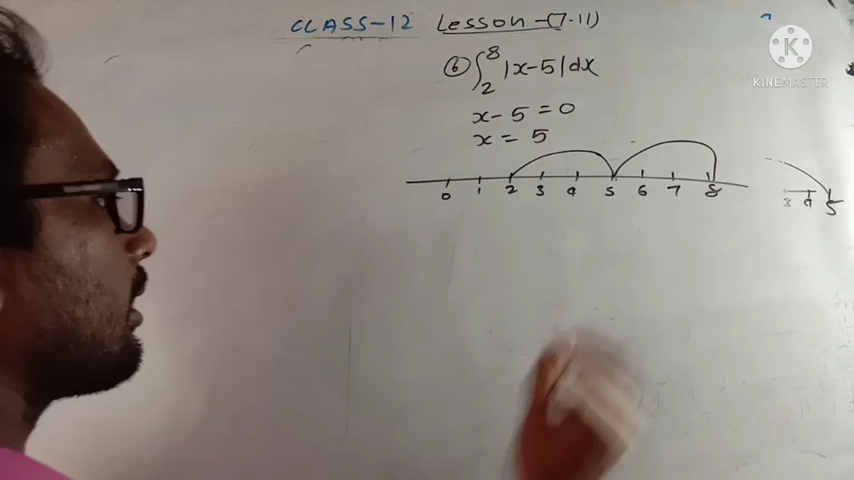 CLASS-12 Lesson-(7.11)
⑥ ∫₂⁸ |x-5|dx
x-5=0
x = 5
0 1 2 3 4 5 6 7 8
3 4 5
K
KINEMASTER